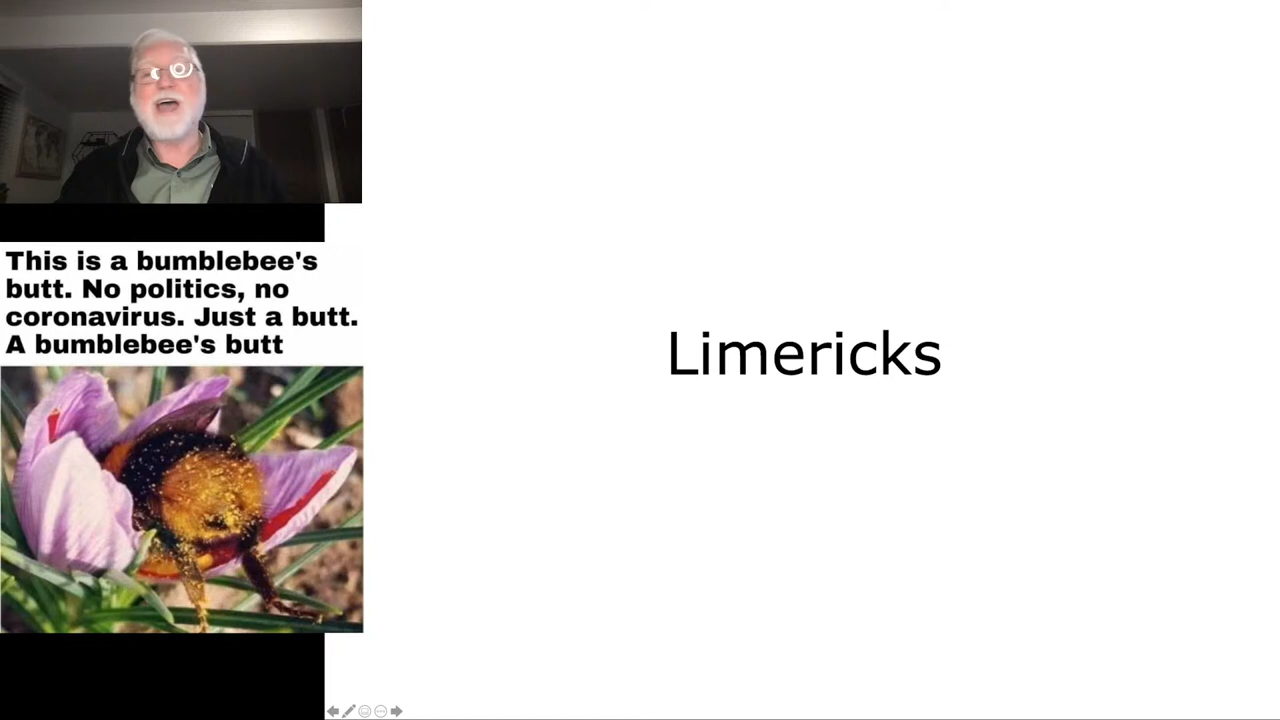 This is a bumblebee's
butt. No politics, no
coronavirus. Just a butt.
A bumblebee's butt
Limericks